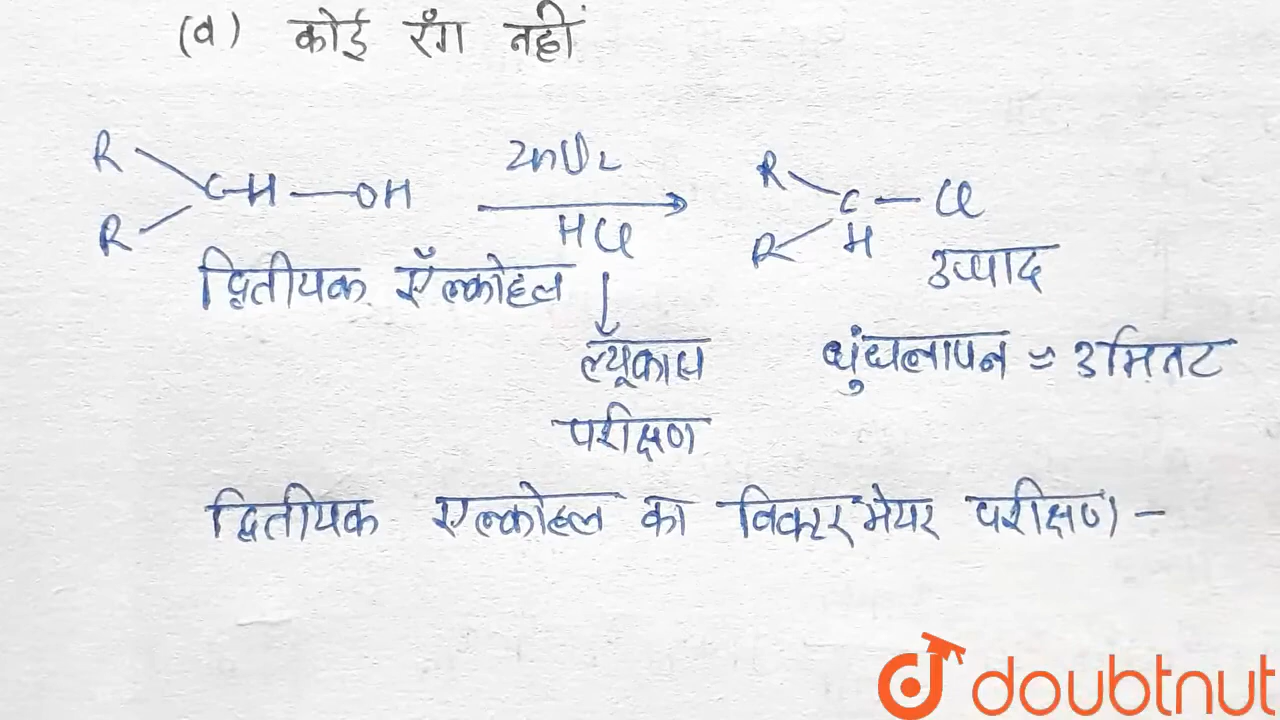 (d) कोई रँग नहीं
R
R
CH — OH
ZnCl2
HCl
R
R
C — Cl
H
द्वितीयक ऍल्कोहल
उत्पाद
ल्यूकास
धुंधलापन = 5 मिनट
परीक्षण
द्वितीयक एल्कोहल का विक्टर मेयर परीक्षण –
doubtnut